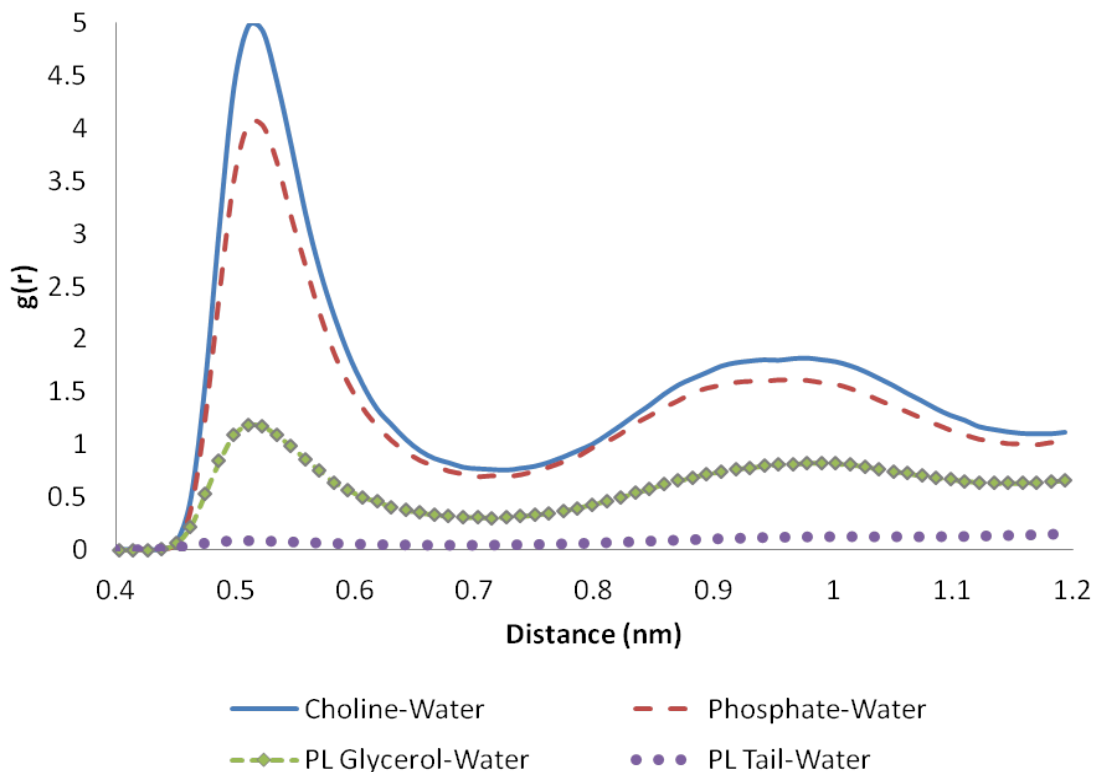 5
4.5
4
3.5
3
2.5
2
1.5
1
0.5
0
g(r)
0.4 0.5 0.6 0.7 0.8 0.9 1 1.1 1.2
Distance (nm)
Choline-Water Phosphate-Water
PL Glycerol-Water PL Tail-Water